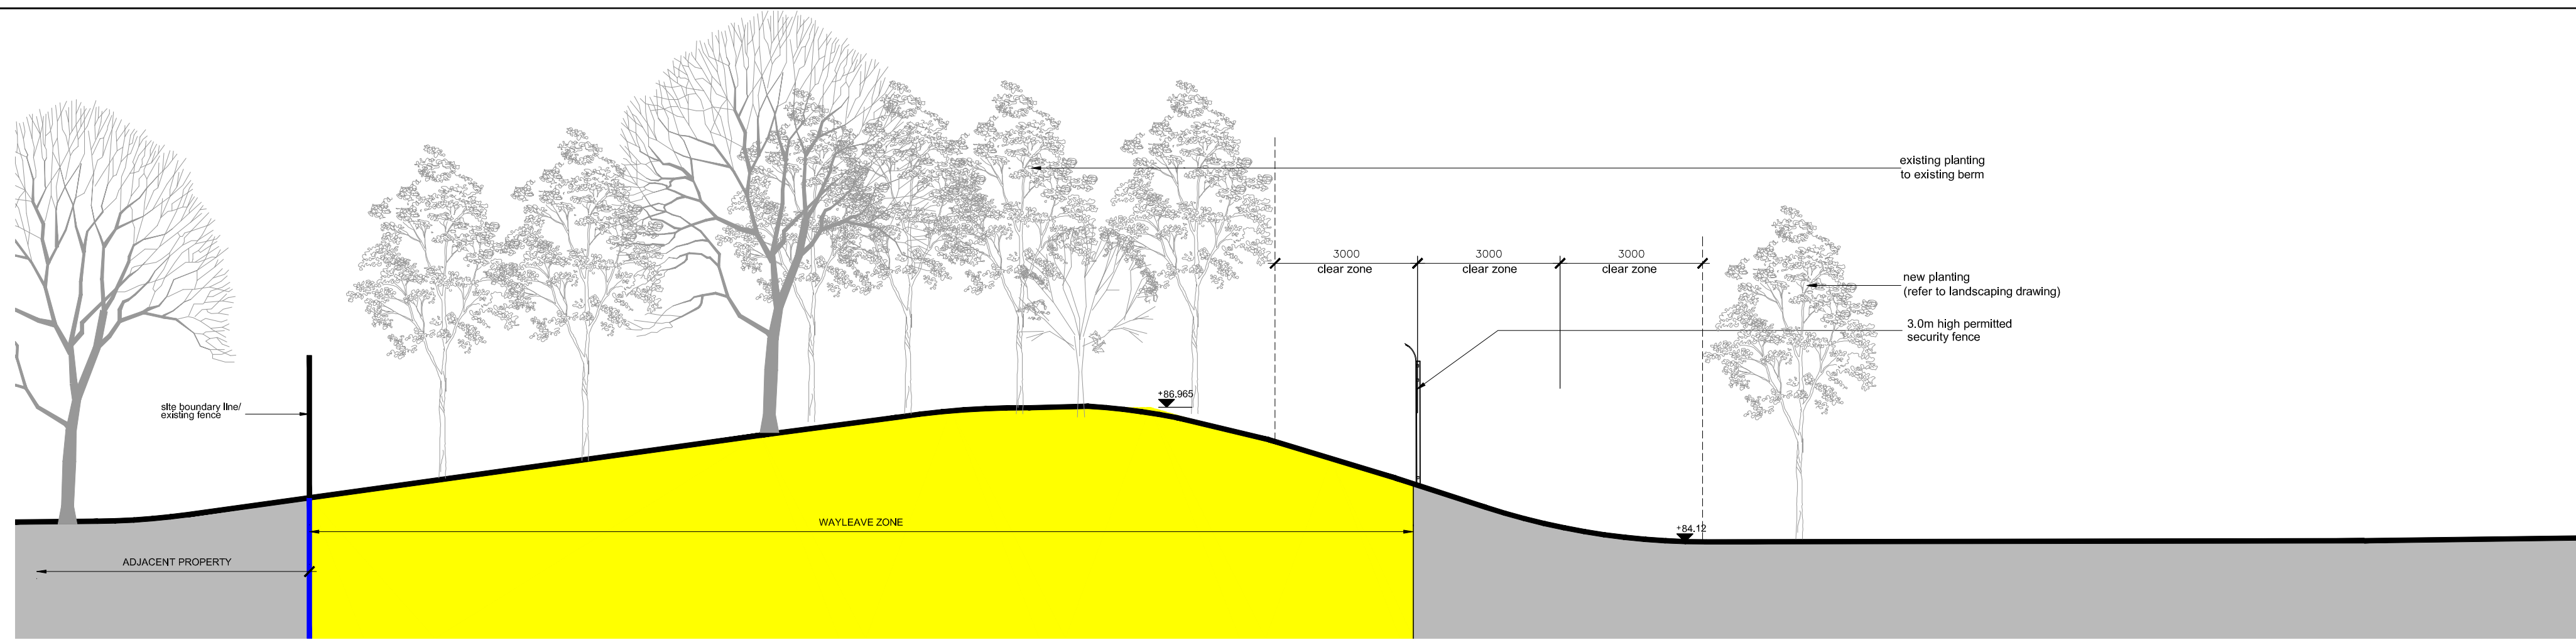 existing planting
to existing berm
3000
clear zone
3000
clear zone
3000
clear zone
new planting
(refer to landscaping drawing)
3.0m high permitted
security fence
+86.965
site boundary line/
existing fence
WAYLEAVE ZONE
+84.12
ADJACENT PROPERTY